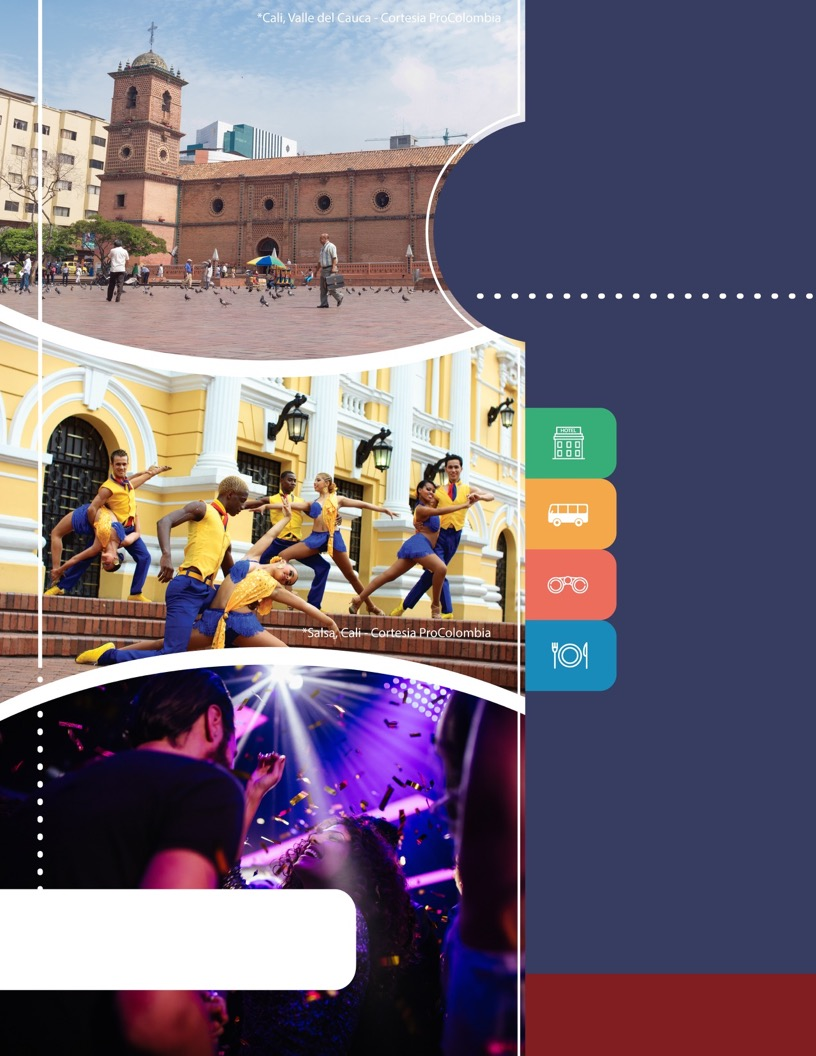 *Cali, Valle del Cauca - Cortesia ProColombia
HOTEL
*Salsa, Cali - Cortesia ProColombia